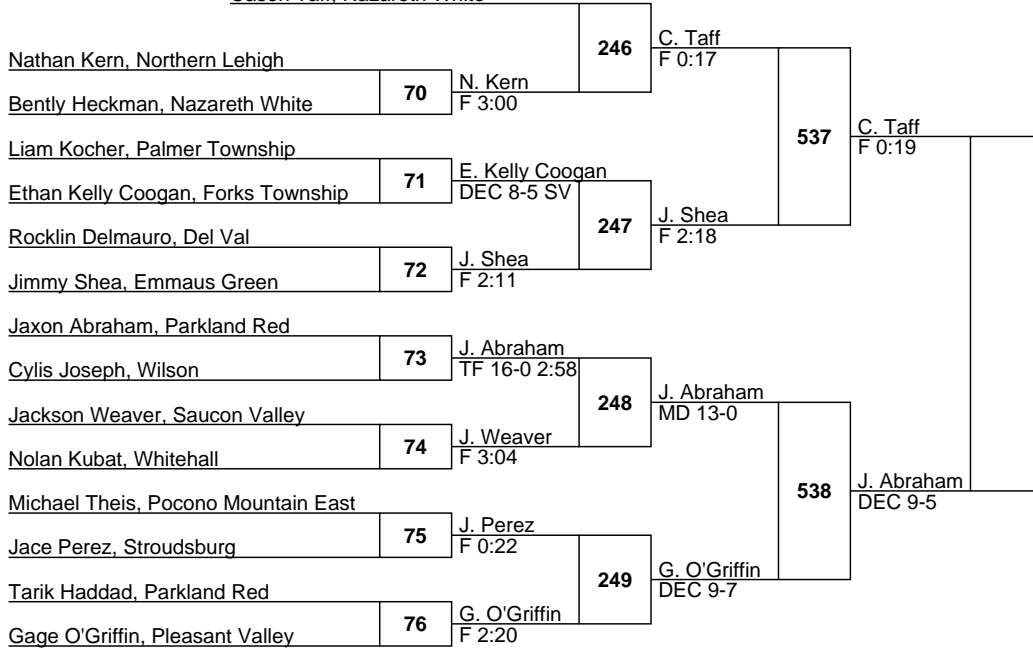 Nathan Kern, Northern Lehigh
Bently Heckman, Nazareth White
Liam Kocher, Palmer Township
Ethan Kelly Coogan, Forks Township
Rocklin Delmauro, Del Val
Jimmy Shea, Emmaus Green
Jaxon Abraham, Parkland Red
Cylis Joseph, Wilson
Jackson Weaver, Saucon Valley
Nolan Kubat, Whitehall
Michael Theis, Pocono Mountain East
Jace Perez, Stroudsburg
Tarik Haddad, Parkland Red
Gage O'Griffin, Pleasant Valley
70
71
72
73
74
75
76
N. Kern
F 3:00
E. Kelly Coogan
DEC 8-5 SV
J. Shea
F 2:11
J. Abraham
TF 16-0 2:58
J. Weaver
F 3:04
J. Perez
F 0:22
G. O'Griffin
F 2:20
246
247
248
249
C. Taff
F 0:17
J. Shea
F 2:18
J. Abraham
MD 13-0
G. O'Griffin
DEC 9-7
537
538
C. Taff
F 0:19
J. Abraham
DEC 9-5